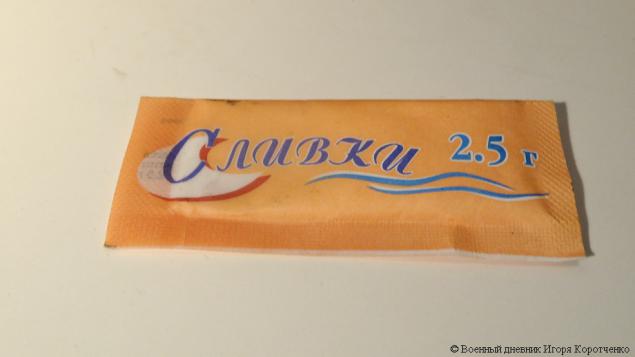 Сливки 2.5 г
© Военный дневник Игоря Коротченко